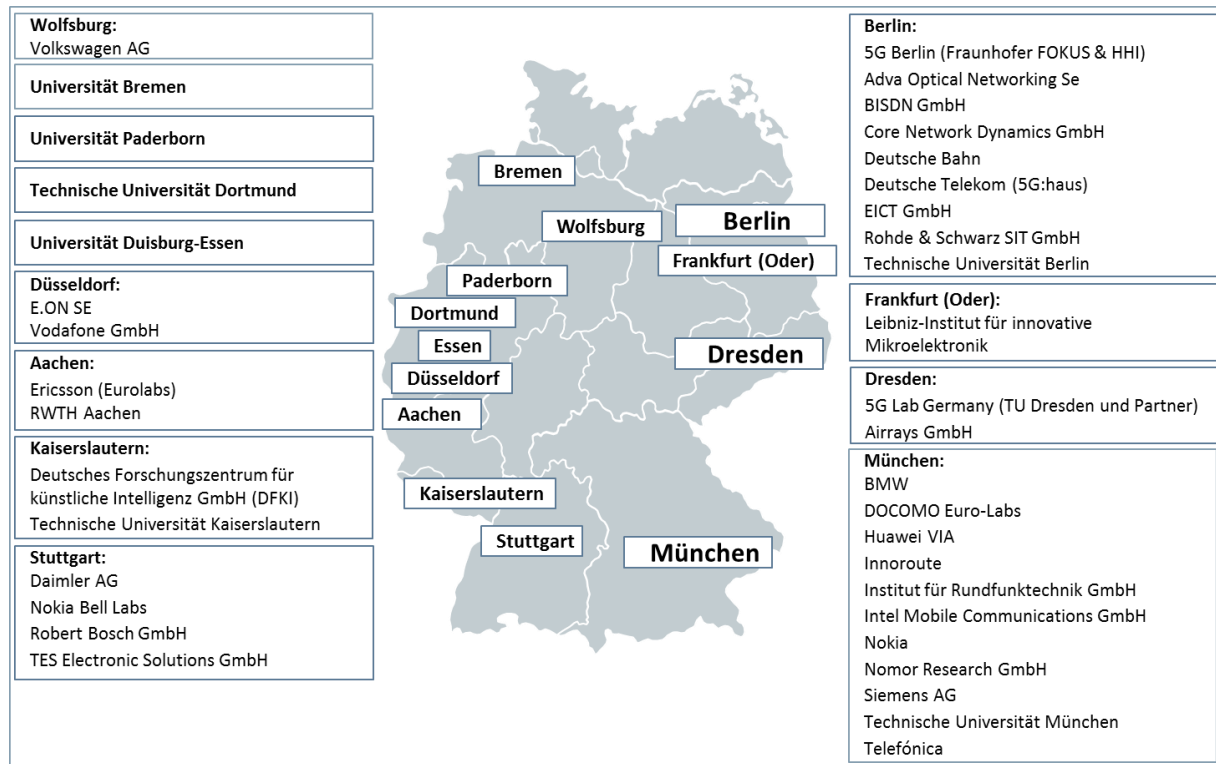 Wolfsburg:
Volkswagen AG
Universität Bremen
Universität Paderborn
Technische Universität Dortmund
Universität Duisburg-Essen
Düsseldorf:
E.ON SE
Vodafone GmbH
Aachen:
Ericsson (Eurolabs)
RWTH Aachen
Kaiserslautern:
Deutsches Forschungszentrum für
künstliche Intelligenz GmbH (DFKI)
Technische Universität Kaiserslautern
Stuttgart:
Daimler AG
Nokia Bell Labs
Robert Bosch GmbH
TES Electronic Solutions GmbH
Bremen
Wolfsburg
Berlin
Frankfurt (Oder)
Paderborn
Dortmund
Essen
Dresden
Düsseldorf
Aachen
Kaiserslautern
Stuttgart
München
Berlin:
5G Berlin (Fraunhofer FOKUS & HHI)
Adva Optical Networking Se
BISDN GmbH
Core Network Dynamics GmbH
Deutsche Bahn
Deutsche Telekom (5G:haus)
EICT GmbH
Rohde & Schwarz SIT GmbH
Technische Universität Berlin
Frankfurt (Oder):
Leibniz-Institut für innovative
Mikroelektronik
Dresden:
5G Lab Germany (TU Dresden und Partner)
Airrays GmbH
München:
BMW
DOCOMO Euro-Labs
Huawei VIA
Innoroute
Institut für Rundfunktechnik GmbH
Intel Mobile Communications GmbH
Nokia
Nomor Research GmbH
Siemens AG
Technische Universität München
Telefónica